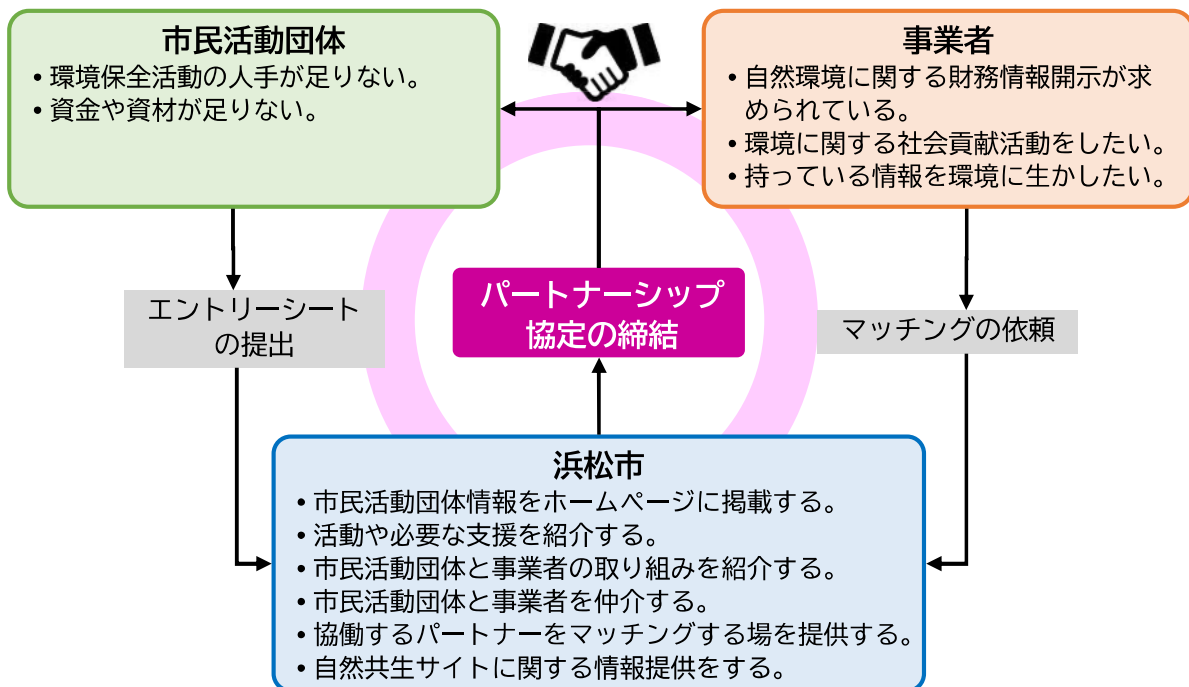 市民活動団体
• 環境保全活動の人手が足りない。
• 資金や資材が足りない。
事業者
• 自然環境に関する財務情報開示が求
められている。
• 環境に関する社会貢献活動をしたい。
• 持っている情報を環境に生かしたい。
エントリーシート
の提出
パートナーシップ
協定の締結
マッチングの依頼
浜松市
• 市民活動団体情報をホームページに掲載する。
• 活動や必要な支援を紹介する。
• 市民活動団体と事業者の取り組みを紹介する。
• 市民活動団体と事業者を仲介する。
• 協働するパートナーをマッチングする場を提供する。
• 自然共生サイトに関する情報提供をする。